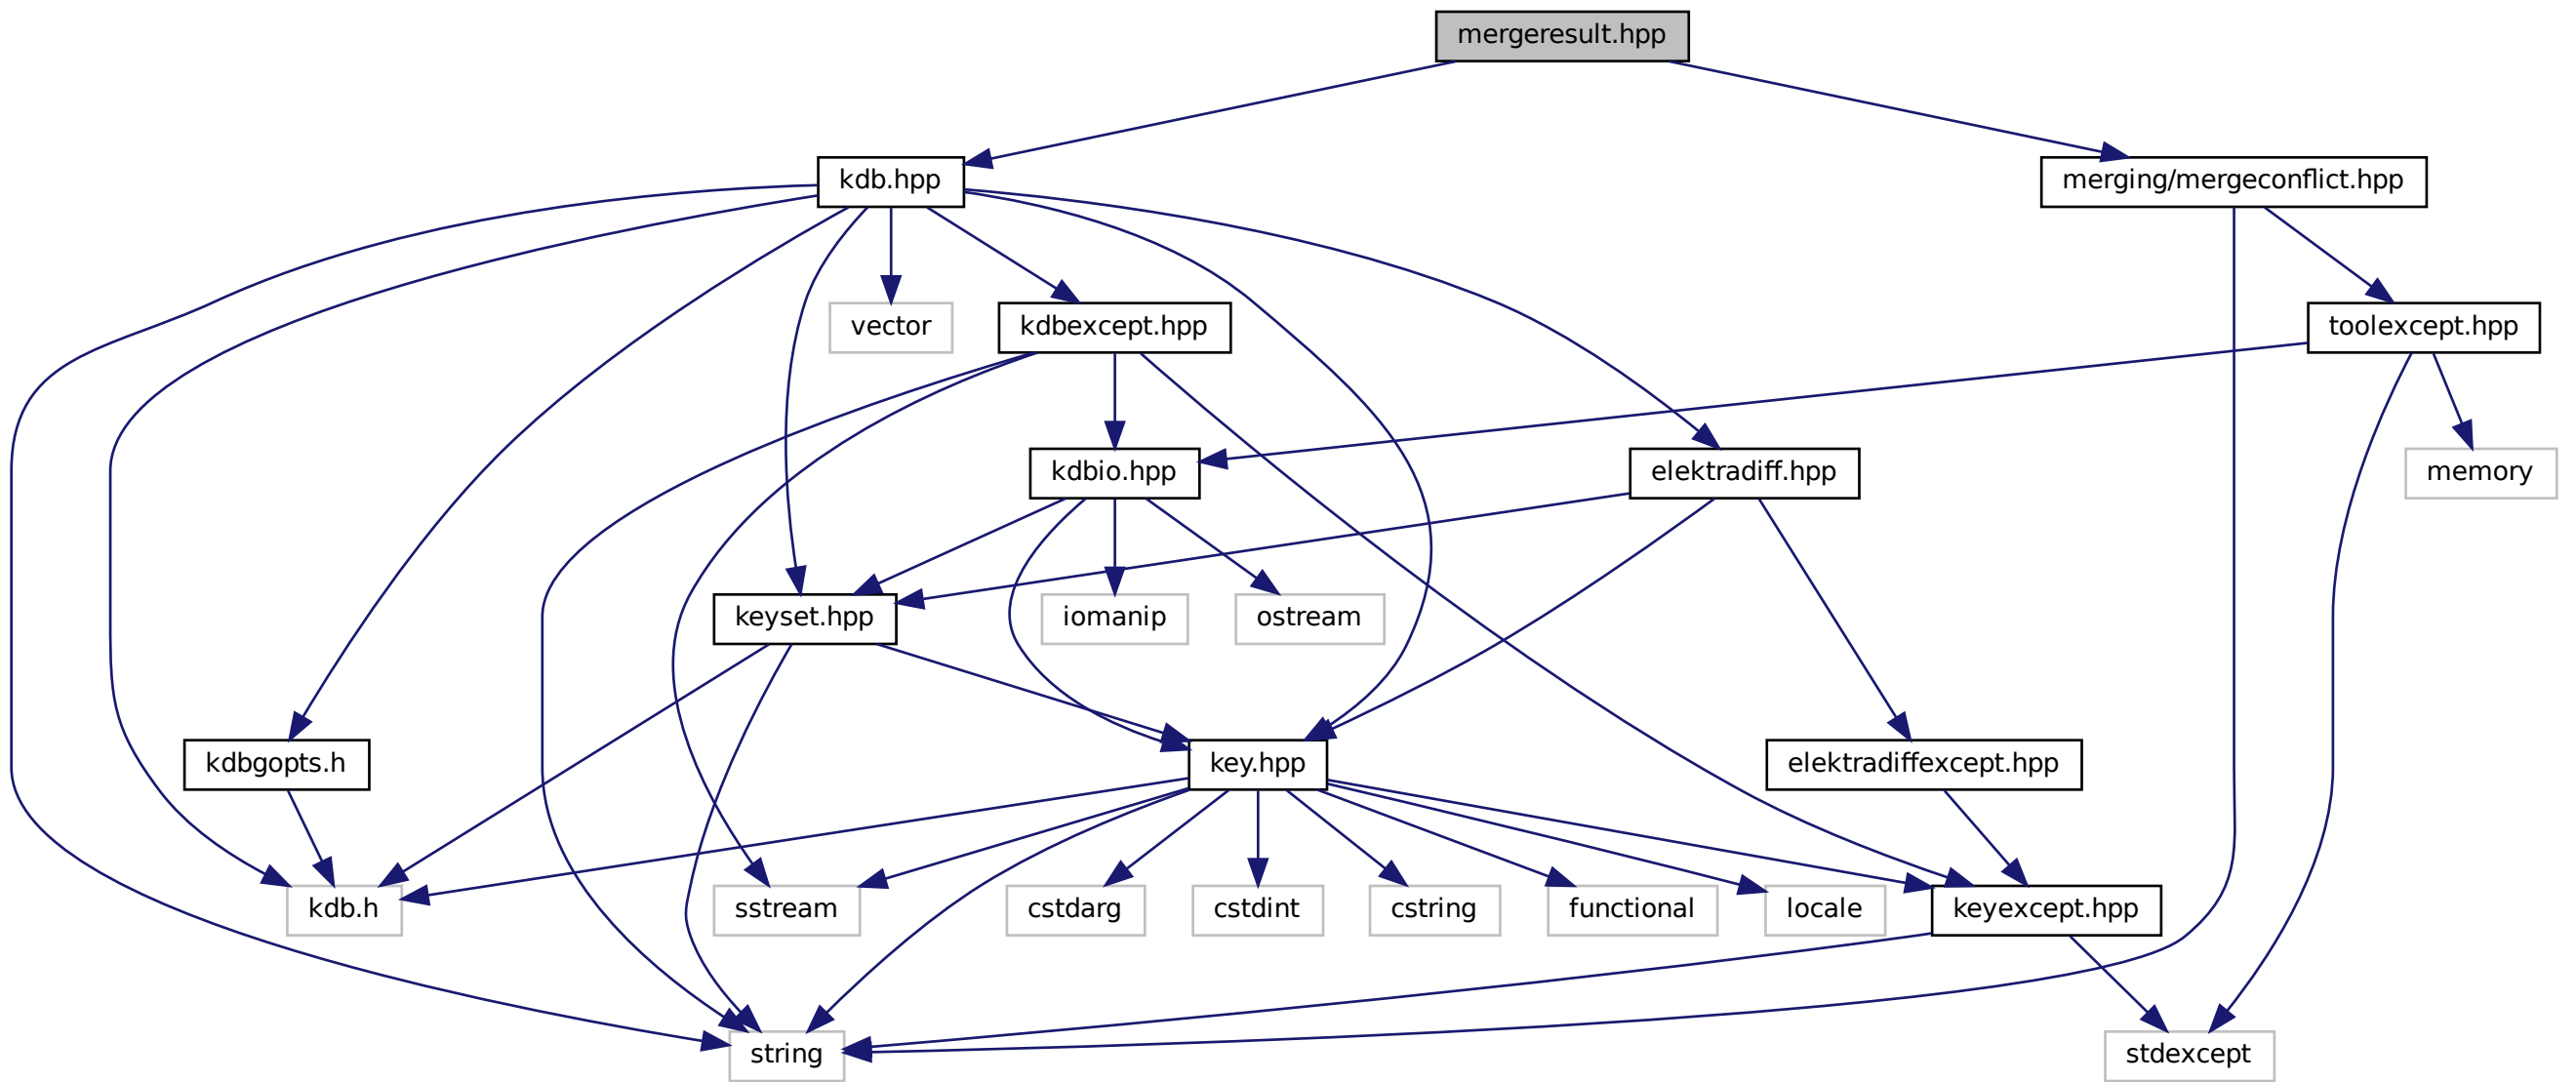 mergeresult.hpp
kdb.hpp
merging/mergeconflict.hpp
vector
kdbexcept.hpp
toolexcept.hpp
kdbio.hpp
elektradiff.hpp
memory
keyset.hpp
iomanip
ostream
kdbgopts.h
key.hpp
elektradiffexcept.hpp
kdb.h
sstream
cstdarg
cstdint
cstring
functional
locale
keyexcept.hpp
string
stdexcept